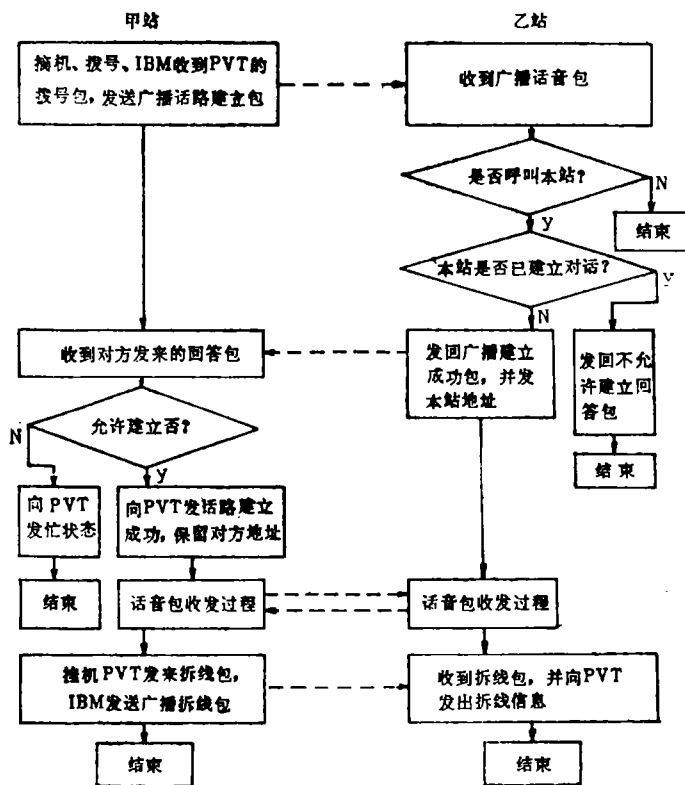 甲站
乙站
摘机、拨号、IBM收到PVT的
拨号包，发送广播话路建立包
收到广播话音包
是否呼叫本站？
N
结束
y
本站是否已建立对话？
y
N
收到对方发来的回答包
发回广播建立
成功包，并发
本站地址
发回不允
许建立回
答包
结束
允许建立否？
N
y
向PVT
发忙状态
向PVT发话路建立
成功，保留对方地址
结束
话音包收发过程
话音包收发过程
挂机PVT发来拆线包，
IBM发送广播拆线包
收到拆线包，并向PVT
发出拆线信息
结束
结束